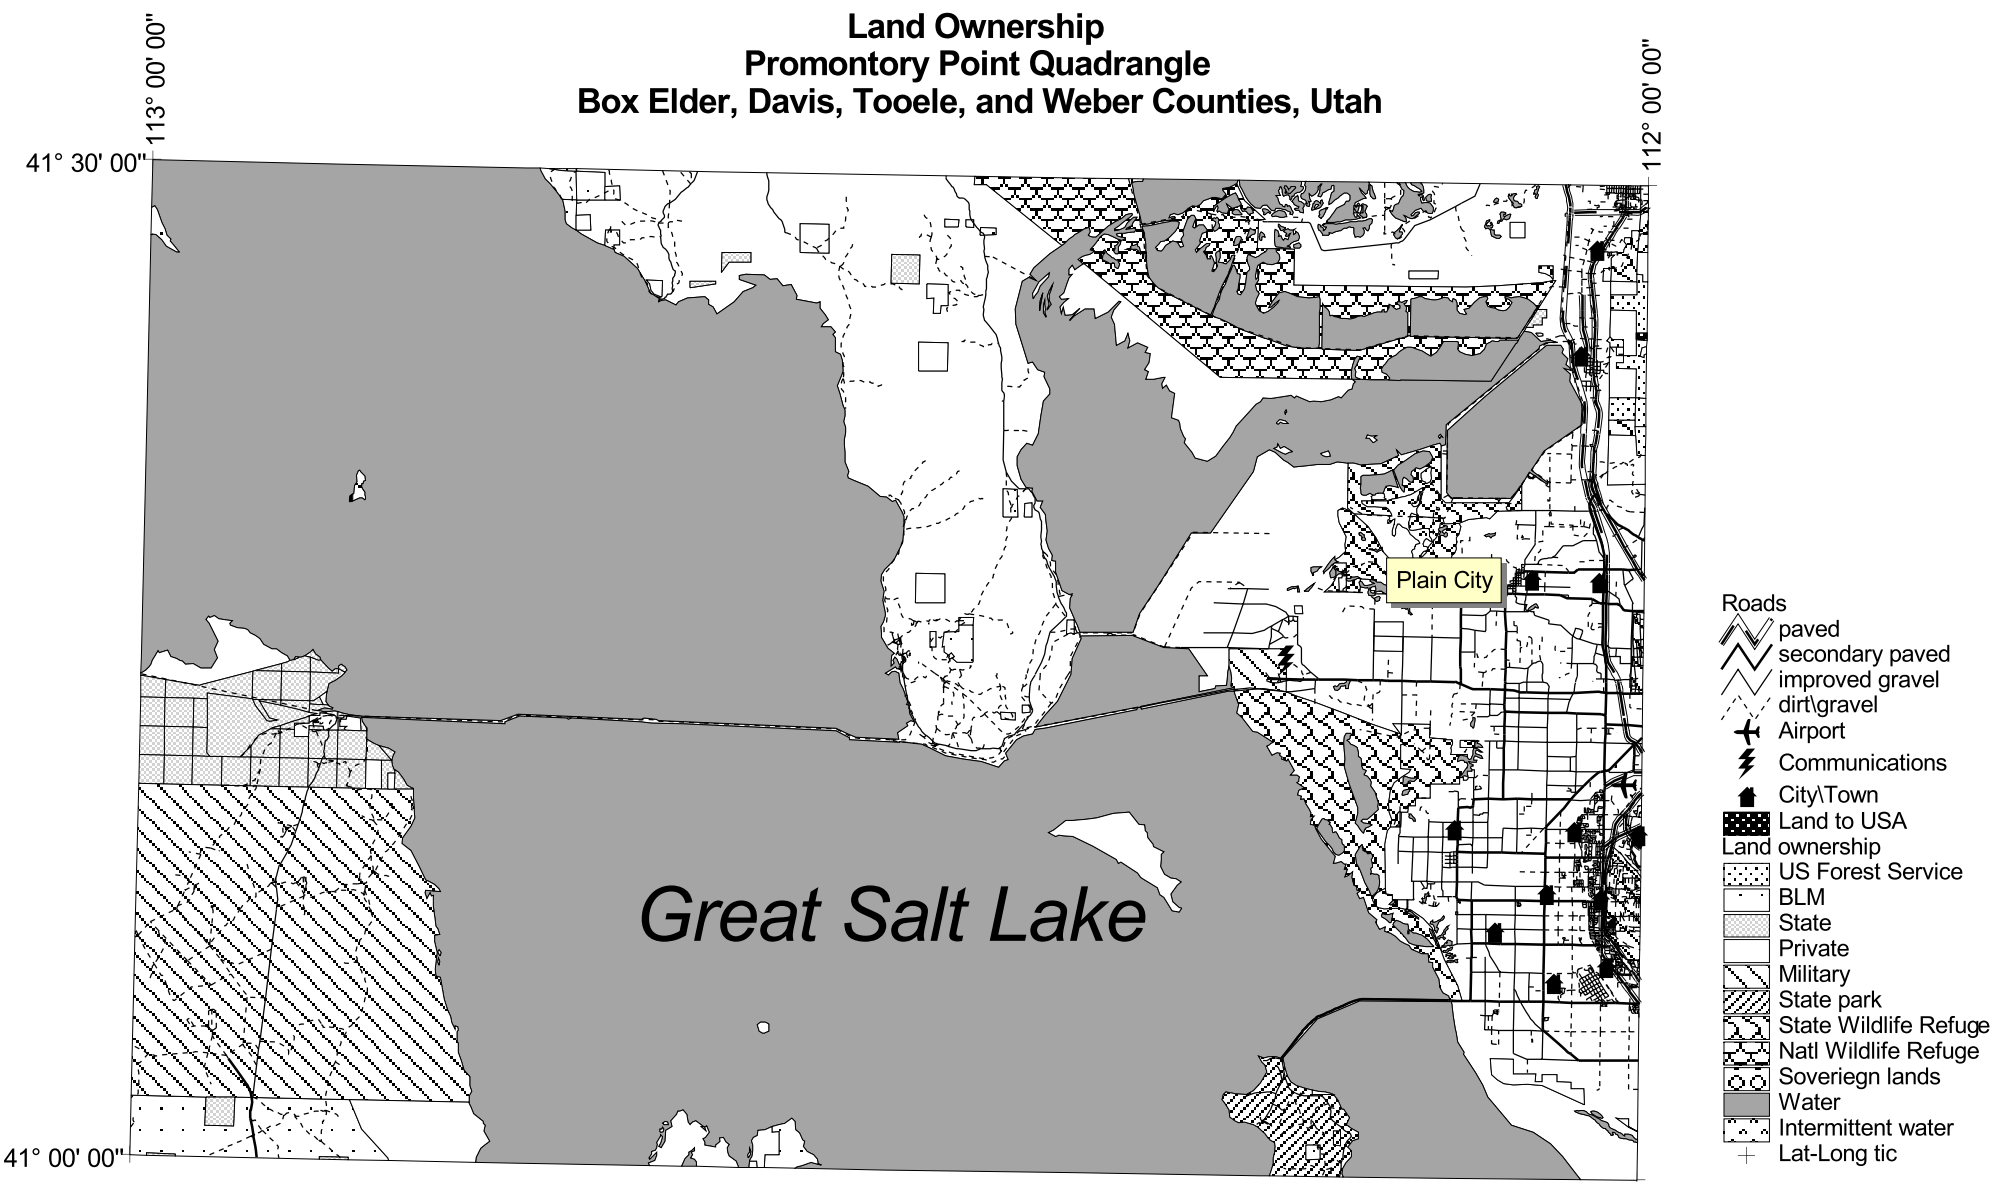 Land Ownership
Promontory Point Quadrangle
Box Elder, Davis, Tooele, and Weber Counties, Utah
113° 00' 00"
112° 00' 00"
41° 30' 00"
Plain City
Great Salt Lake
41° 00' 00"
Roads
paved
secondary paved
improved gravel
dirt\gravel
Airport
Communications
City\Town
Land to USA
Land ownership
US Forest Service
BLM
State
Private
Military
State park
State Wildlife Refuge
Natl Wildlife Refuge
Soveriegn lands
Water
Intermittent water
Lat-Long tic